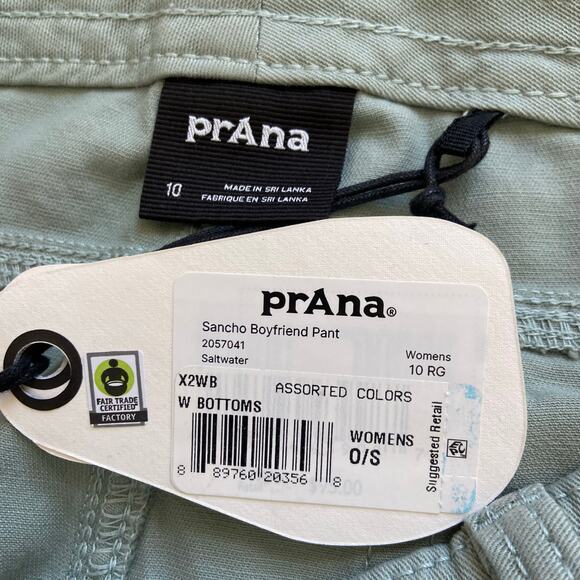 prAna
10
MADE IN SRI LANKA
FABRIQUE EN SRI LANKA
prAna®
Sancho Boyfriend Pant
2057041
Saltwater
Womens
10 RG
X2WB
ASSORTED COLORS
W BOTTOMS
WOMENS
O/S
8 89760 20356 8
Suggested Retail
FAIR TRADE
CERTIFIED
FACTORY